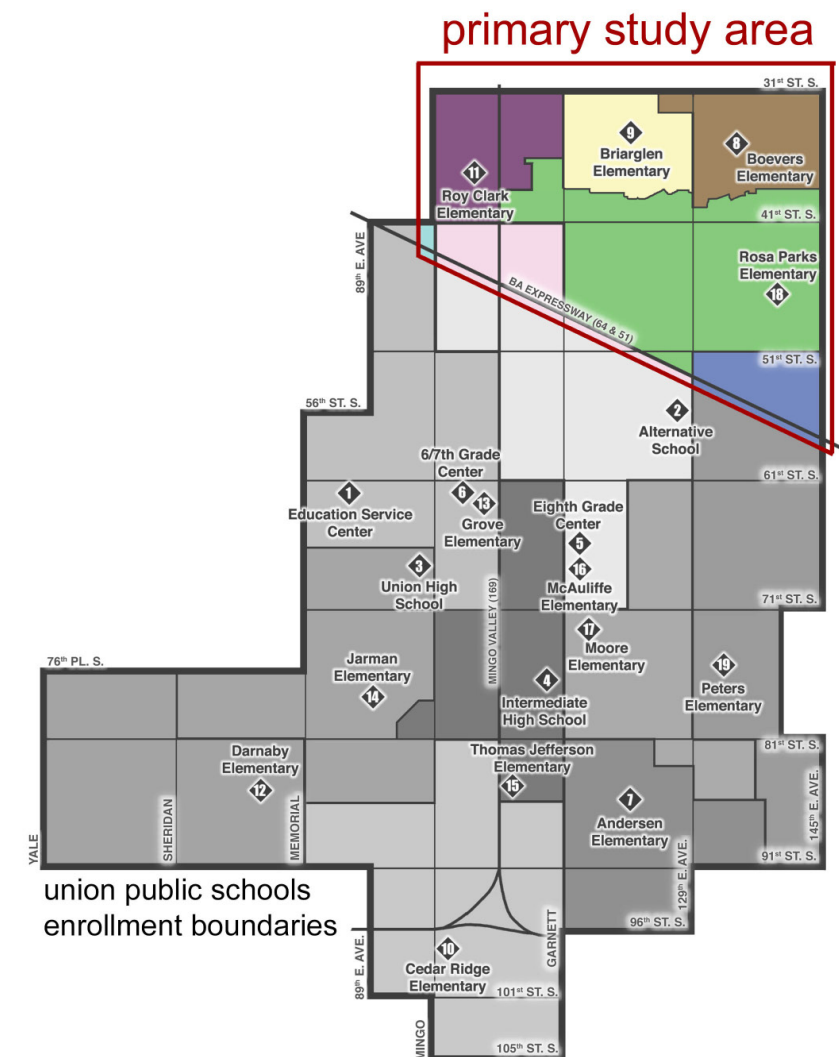 primary study area
31st ST. S.
9
Briarglen
Elementary
8
Boevers
Elementary
11
Roy Clark
Elementary
41st ST. S.
89th E. AVE
Rosa Parks
Elementary
18
BA EXPRESSWAY (64 & 51)
51st ST. S.
56th ST. S.
2
Alternative
School
6/7th Grade
Center
61st ST. S.
1
Education Service
Center
6
13
Grove
Elementary
Eighth Grade
Center
5
3
Union High
School
16
McAuliffe
Elementary
71st ST. S.
MINGO VALLEY (169)
17
Moore
Elementary
76th PL. S.
Jarman
Elementary
14
4
Intermediate
High School
19
Peters
Elementary
81st ST. S.
Darnaby
Elementary
12
Thomas Jefferson
Elementary
15
7
Andersen
Elementary
YALE
SHERIDAN
MEMORIAL
129th E. AVE.
145th E. AVE.
91st ST. S.
union public schools
enrollment boundaries
96th ST. S.
89th E. AVE.
GARNETT
10
Cedar Ridge
Elementary
101st ST. S.
MINGO
105th ST. S.